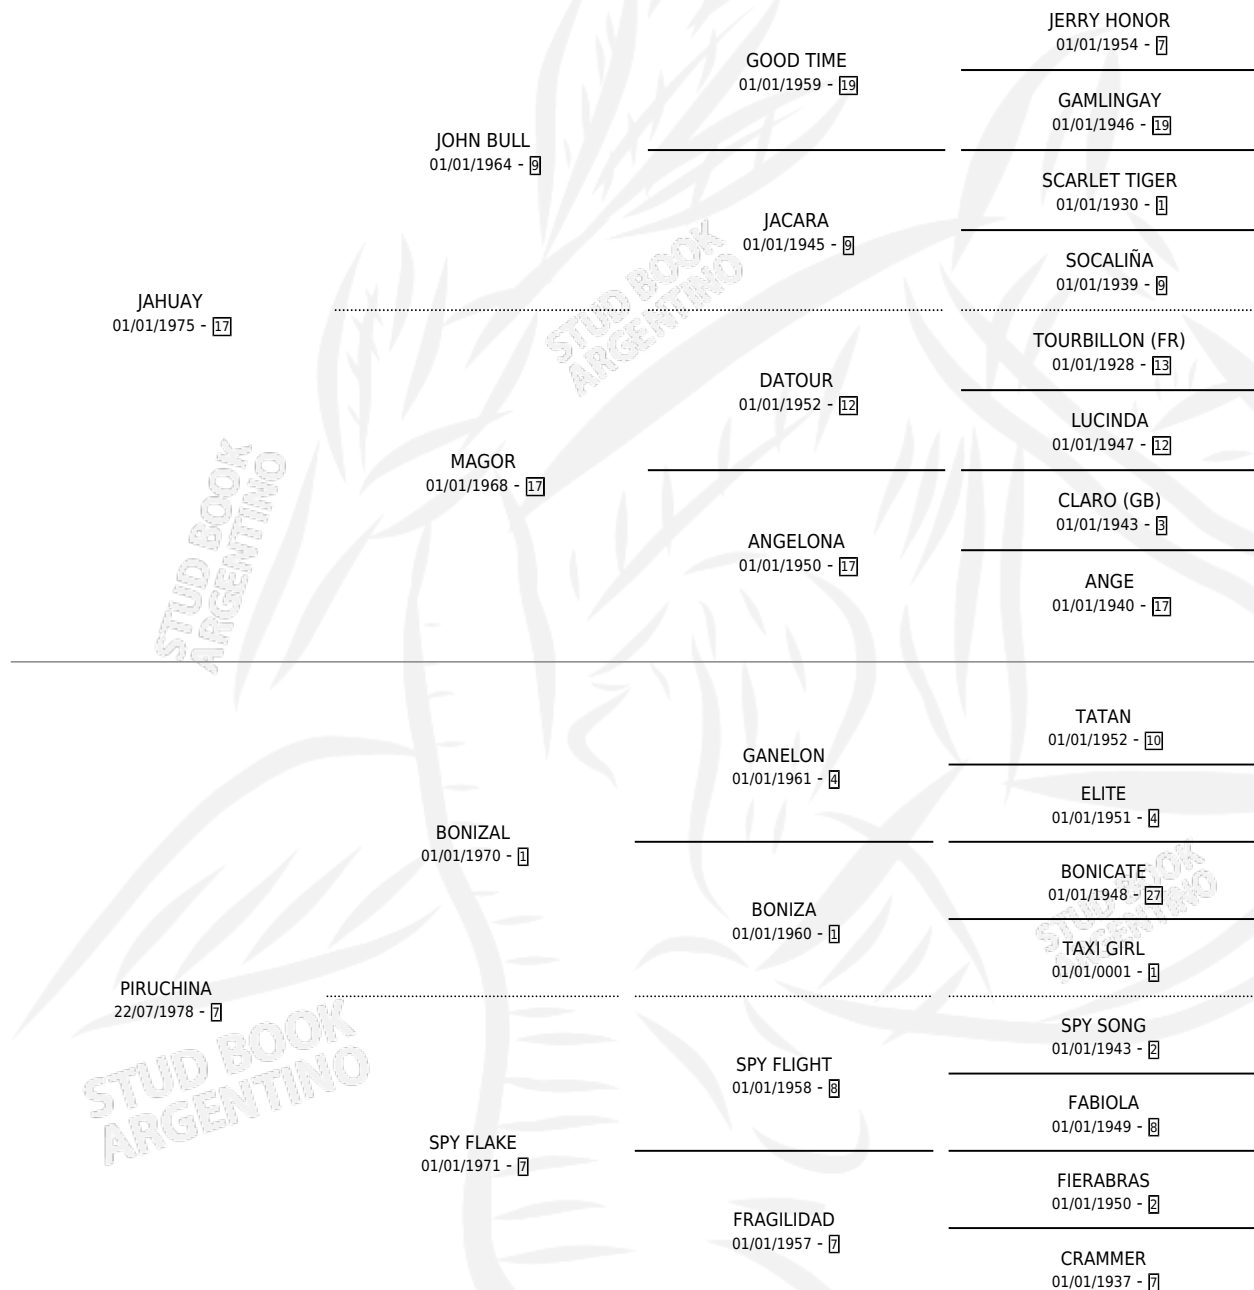 JERRY HONOR
01/01/1954 - 7
GOOD TIME
01/01/1959 - 19
GAMLINGAY
01/01/1946 - 19
JOHN BULL
01/01/1964 - 9
SCARLET TIGER
01/01/1930 - 1
JACARA
01/01/1945 - 9
SOCALIÑA
01/01/1939 - 9
JAHUAY
01/01/1975 - 17
TOURBILLON (FR)
01/01/1928 - 13
DATOUR
01/01/1952 - 12
LUCINDA
01/01/1947 - 12
MAGOR
01/01/1968 - 17
CLARO (GB)
01/01/1943 - 3
ANGELONA
01/01/1950 - 17
ANGE
01/01/1940 - 17
STUD BOOK
ARGENTINO
STUD BOOK
ARGENTINO
TATAN
01/01/1952 - 10
GANELON
01/01/1961 - 4
ELITE
01/01/1951 - 4
BONIZAL
01/01/1970 - 1
BONICATE
01/01/1948 - 27
BONIZA
01/01/1960 - 1
TAXI GIRL
01/01/0001 - 1
PIRUCHINA
22/07/1978 - 7
SPY SONG
01/01/1943 - 2
SPY FLIGHT
01/01/1958 - 8
FABIOLA
01/01/1949 - 8
SPY FLAKE
01/01/1971 - 7
FIERABRAS
01/01/1950 - 2
FRAGILIDAD
01/01/1957 - 7
CRAMMER
01/01/1937 - 7
STUD BOOK
ARGENTINO
STUD BOOK
ARGENTINO